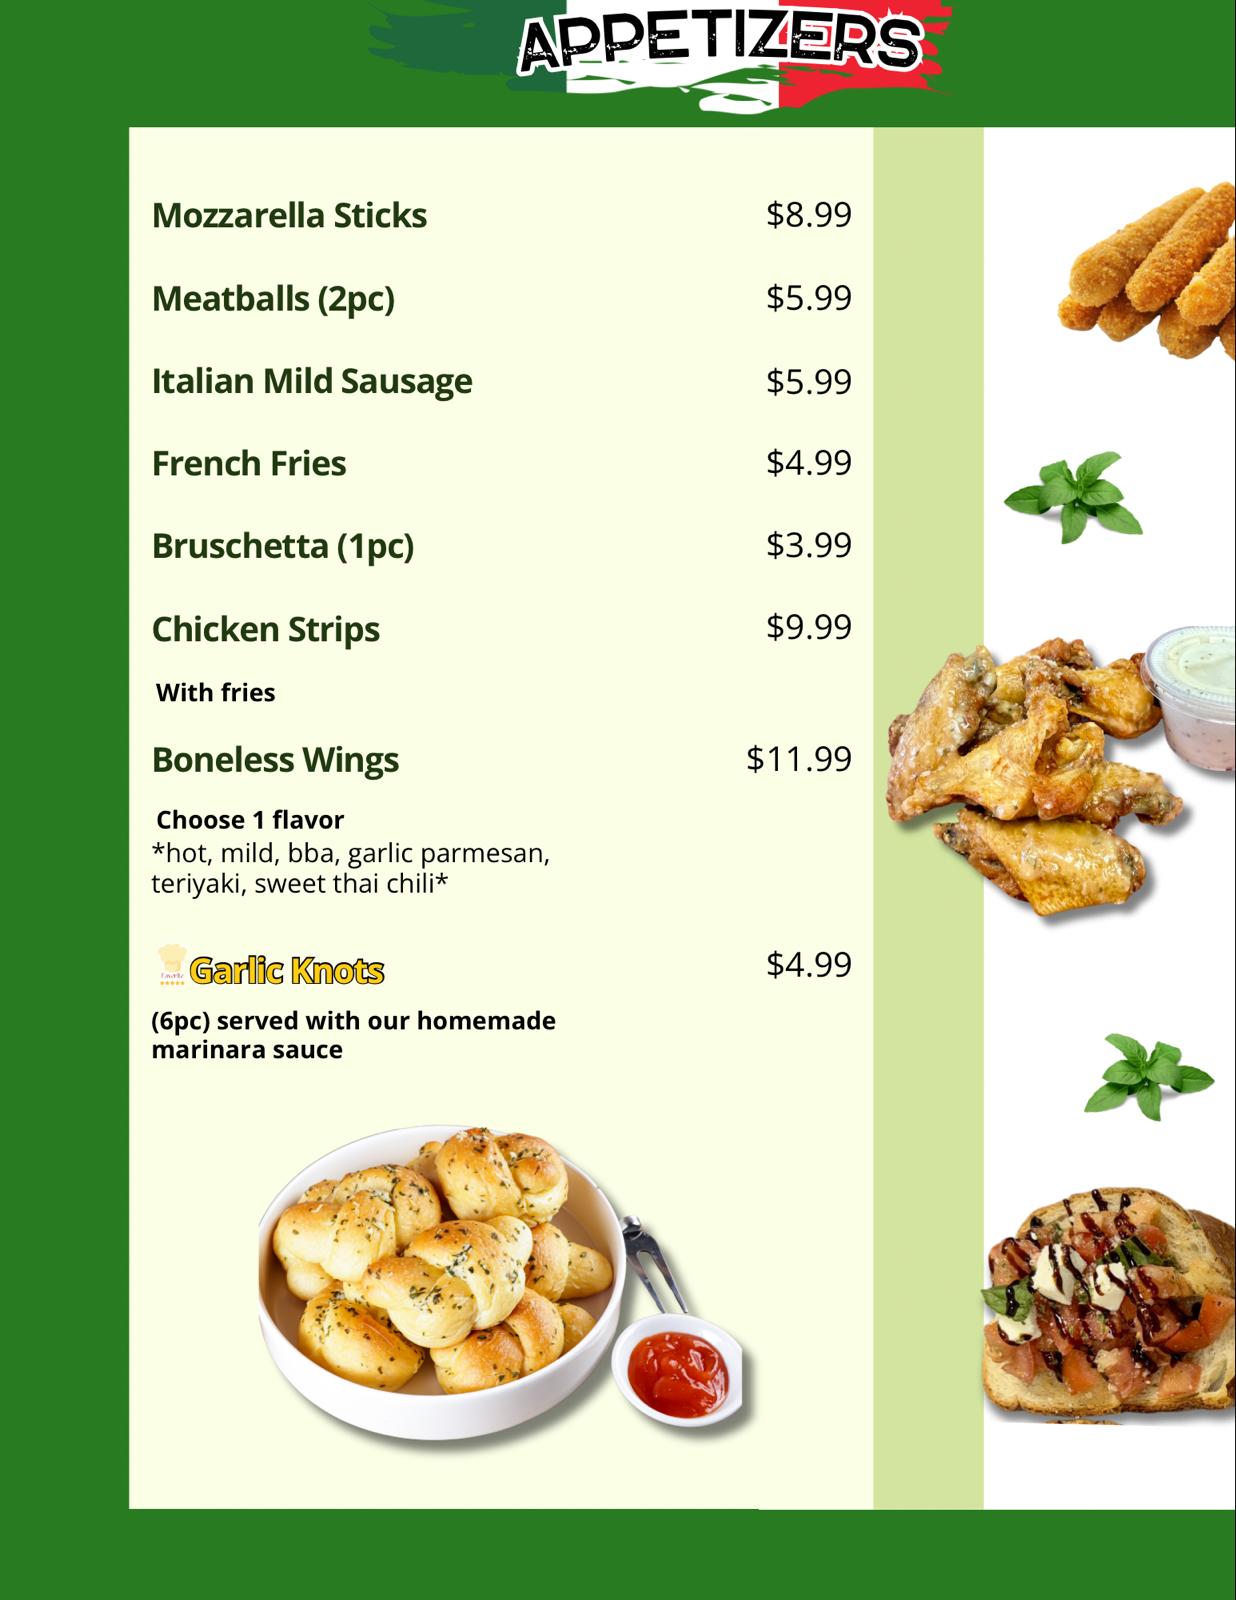 APPETIZERS
Mozzarella Sticks $8.99
Meatballs (2pc) $5.99
Italian Mild Sausage $5.99
French Fries $4.99
Bruschetta (1pc) $3.99
Chicken Strips $9.99
With fries
Boneless Wings $11.99
Choose 1 flavor
*hot, mild, bba, garlic parmesan,
teriyaki, sweet thai chili*
Favorite
Garlic Knots $4.99
(6pc) served with our homemade
marinara sauce